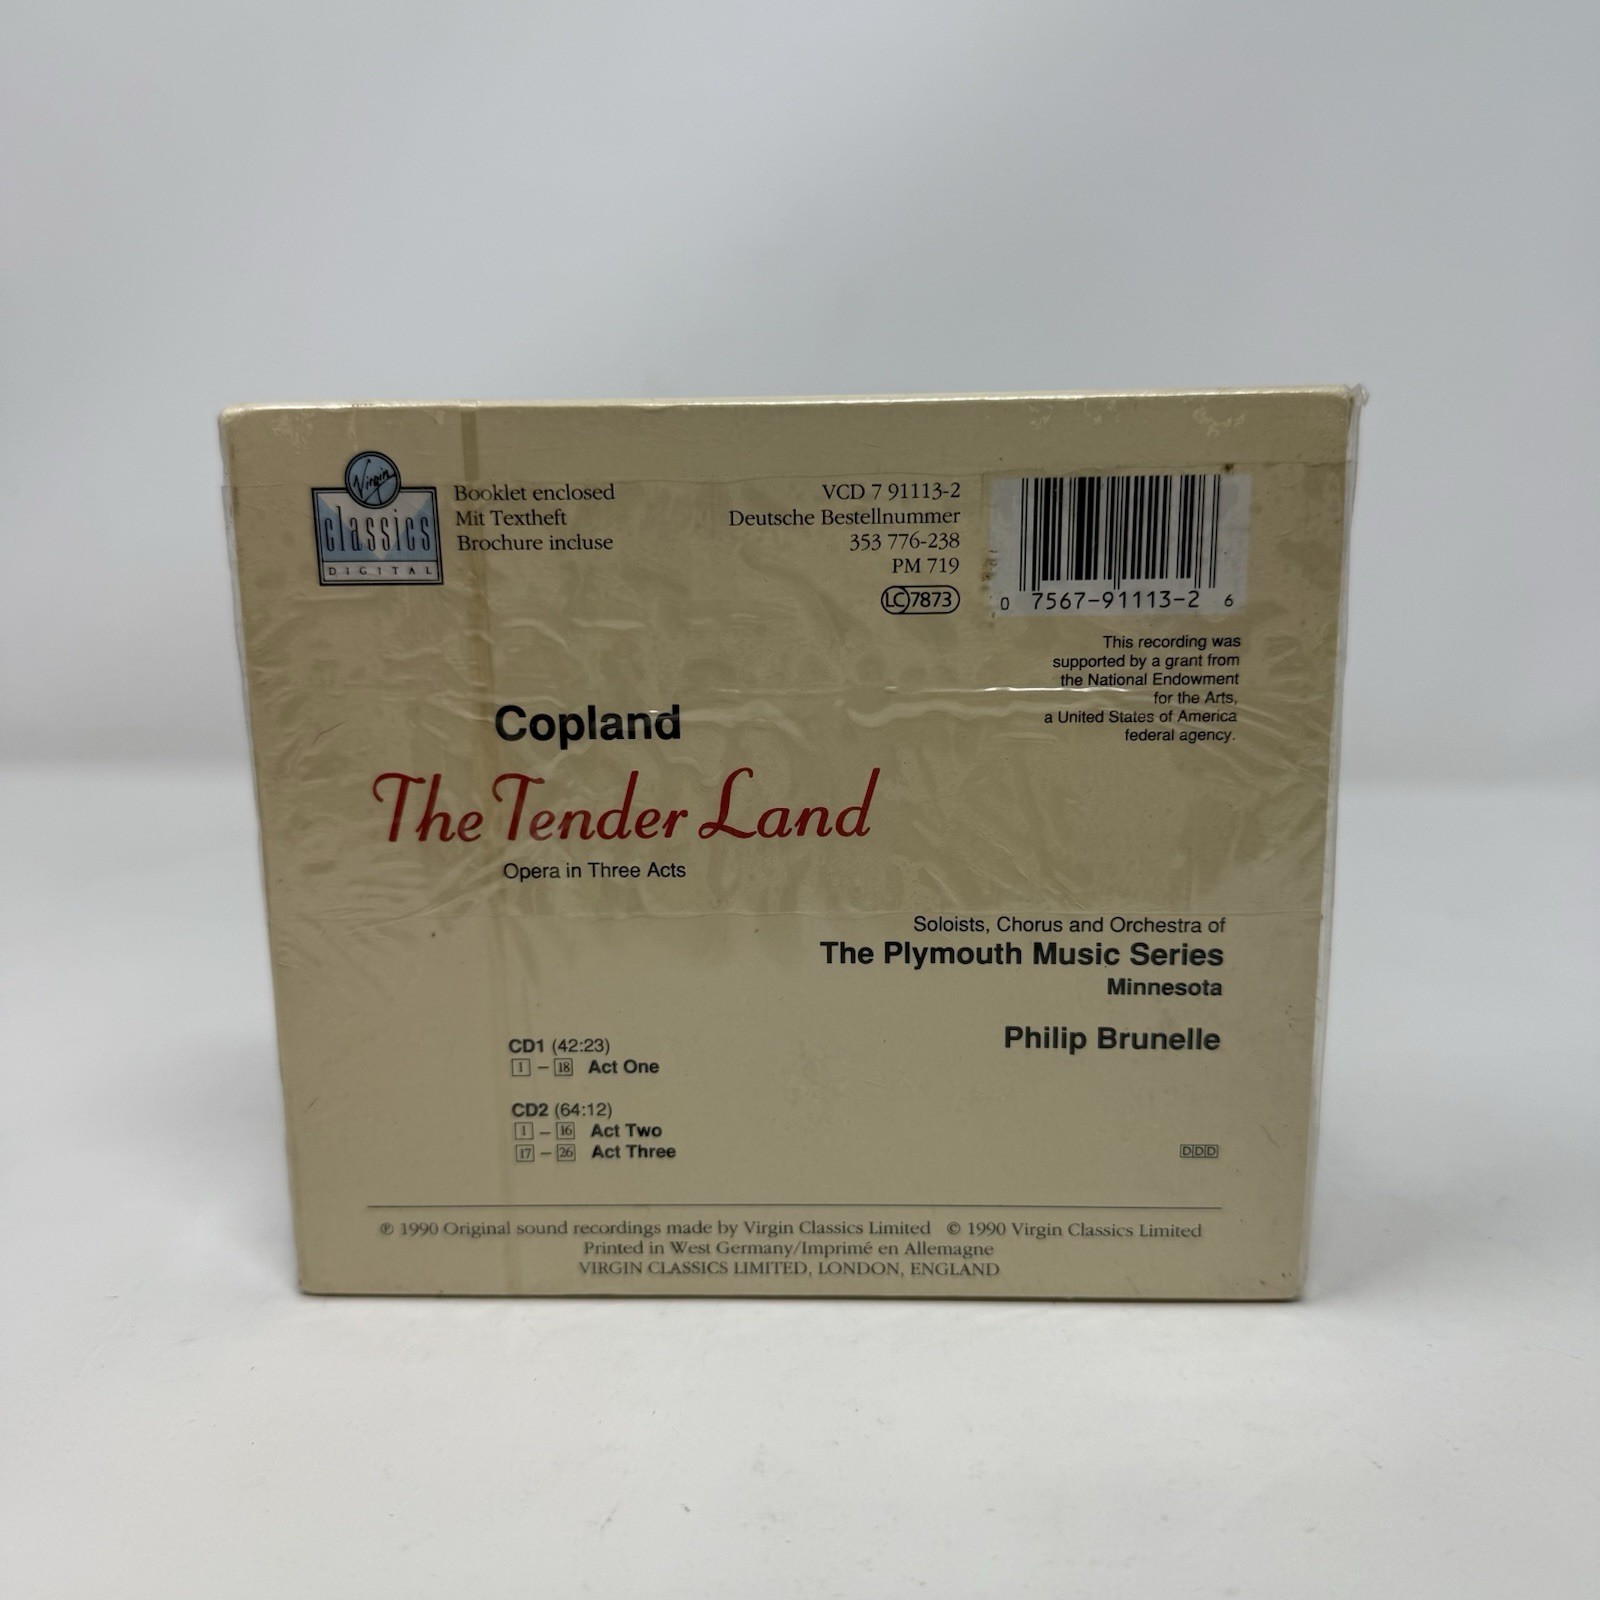 Virgin
classics
DIGITAL
Booklet enclosed
Mit Textheft
Brochure incluse
VCD 7 91113-2
Deutsche Bestellnummer
353 776-238
PM 719
LC 7873
0 7567-91113-2 6
This recording was
supported by a grant from
the National Endowment
for the Arts,
a United States of America
federal agency.
Copland
The Tender Land
Opera in Three Acts
Soloists, Chorus and Orchestra of
The Plymouth Music Series
Minnesota
Philip Brunelle
CD1 (42:23)
1 – 18 Act One
CD2 (64:12)
1 – 16 Act Two
17 – 26 Act Three
DDD
℗ 1990 Original sound recordings made by Virgin Classics Limited © 1990 Virgin Classics Limited
Printed in West Germany/Imprimé en Allemagne
VIRGIN CLASSICS LIMITED, LONDON, ENGLAND